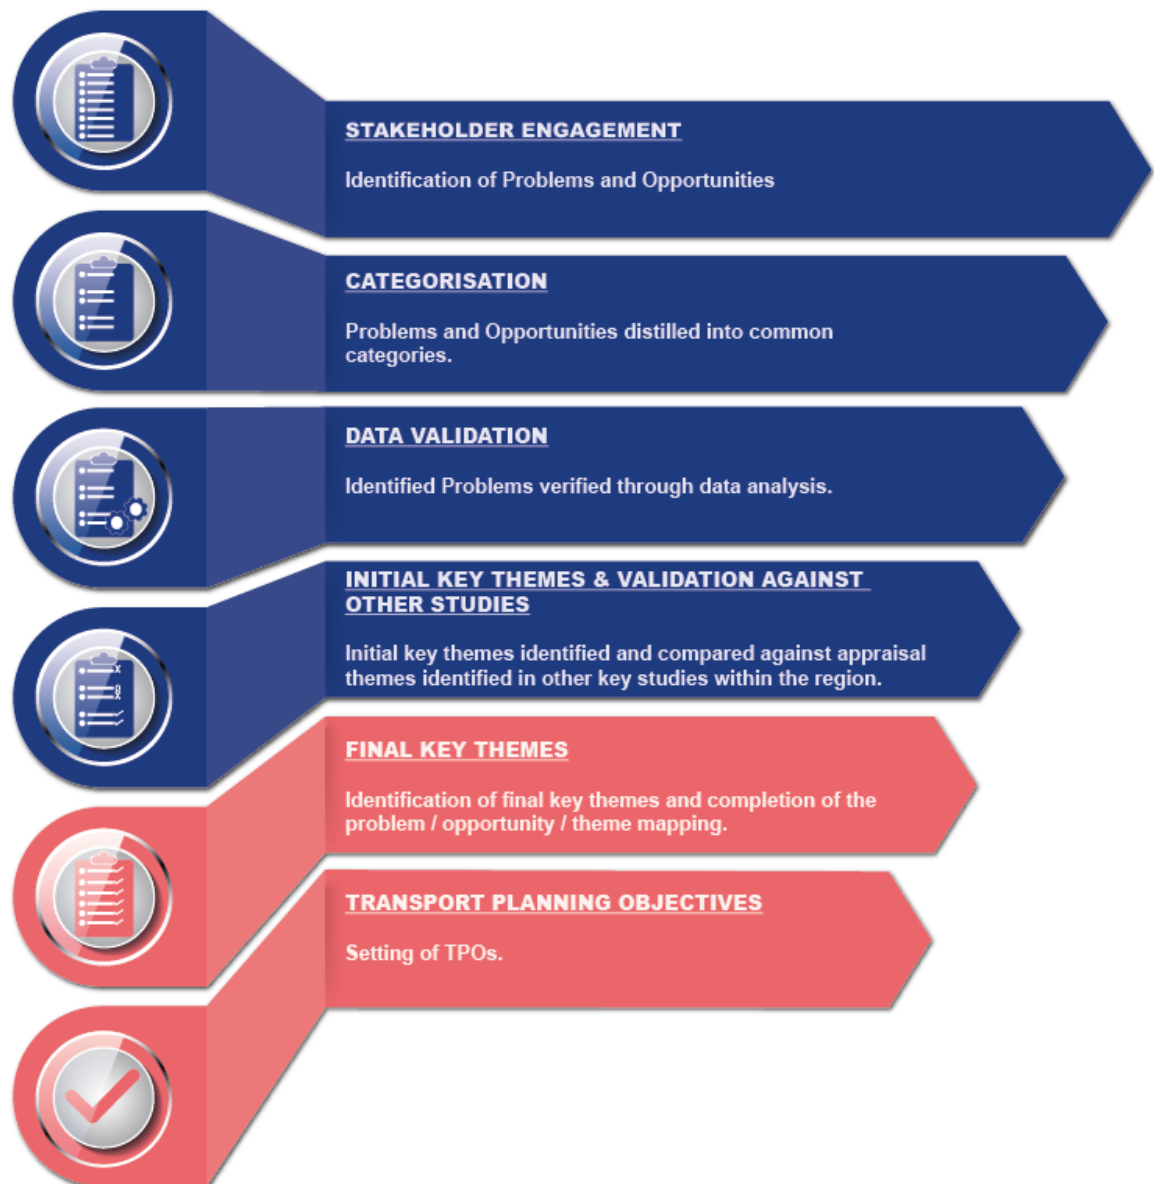 STAKEHOLDER ENGAGEMENT
Identification of Problems and Opportunities
CATEGORISATION
Problems and Opportunities distilled into common
categories.
DATA VALIDATION
Identified Problems verified through data analysis.
INITIAL KEY THEMES & VALIDATION AGAINST
OTHER STUDIES
Initial key themes identified and compared against appraisal
themes identified in other key studies within the region.
FINAL KEY THEMES
Identification of final key themes and completion of the
problem / opportunity / theme mapping.
TRANSPORT PLANNING OBJECTIVES
Setting of TPOs.